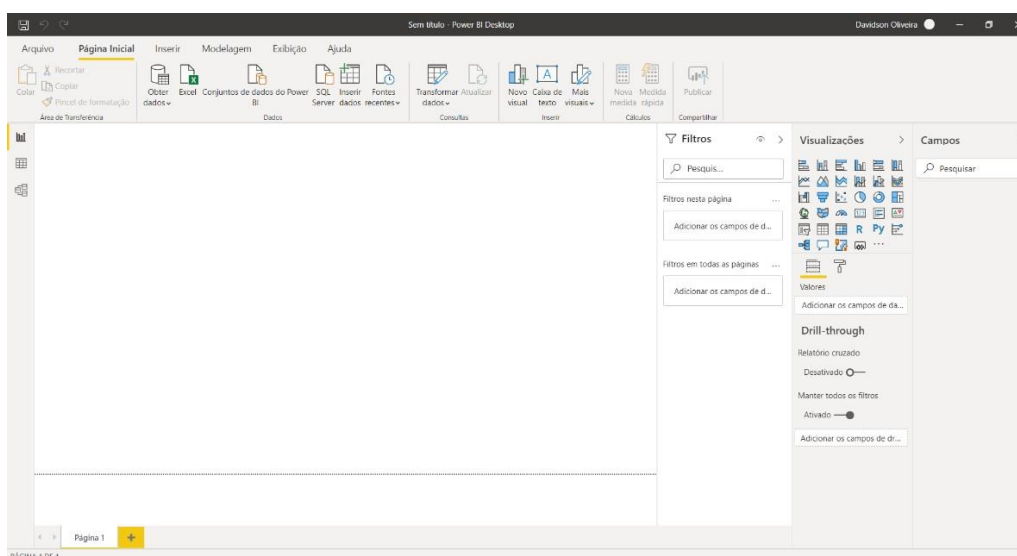 Sem título - Power BI Desktop
Davidson Oliveira
Arquivo Página Inicial Inserir Modelagem Exibição Ajuda
Colar
Recortar
Copiar
Pincel de formatação
Área de Transferência
Obter dados
Excel
Conjuntos de dados do Power BI
SQL Server
Inserir dados
Fontes recentes
Dados
Transformar dados
Atualizar
Consultas
Novo visual
Caixa de texto
Mais visuais
Inserir
Nova medida
Medida rápida
Cálculos
Publicar
Compartilhar
Filtros
Pesquis...
Filtros nesta página ...
Adicionar os campos de d...
Filtros em todas as páginas ...
Adicionar os campos de d...
Visualizações
R Py
...
Valores
Adicionar os campos de da...
Drill-through
Relatório cruzado
Desativado
Manter todos os filtros
Ativado
Adicionar os campos de dr...
Campos
Pesquisar
Página 1